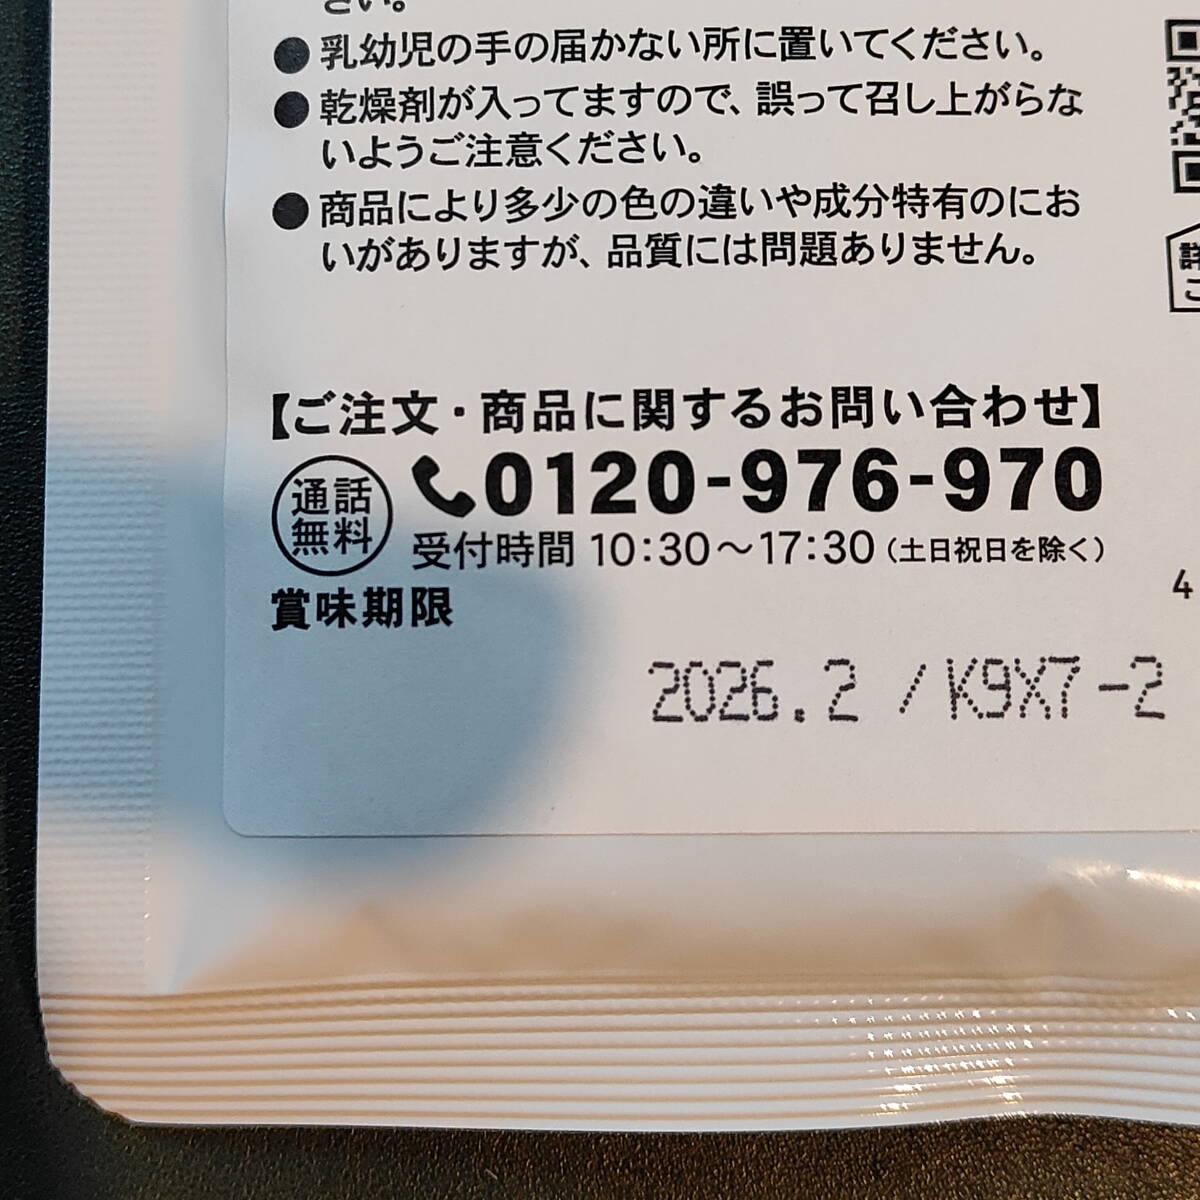 さい。
●乳幼児の手の届かない所に置いてください。
●乾燥剤が入ってますので、誤って召し上がらな
いようご注意ください。
●商品により多少の色の違いや成分特有のにお
いがありますが、品質には問題ありません。
【ご注文・商品に関するお問い合わせ】
通話
無料
0120-976-970
受付時間 10:30～17:30（土日祝日を除く）
賞味期限
4
2026.2 /K9X7-2